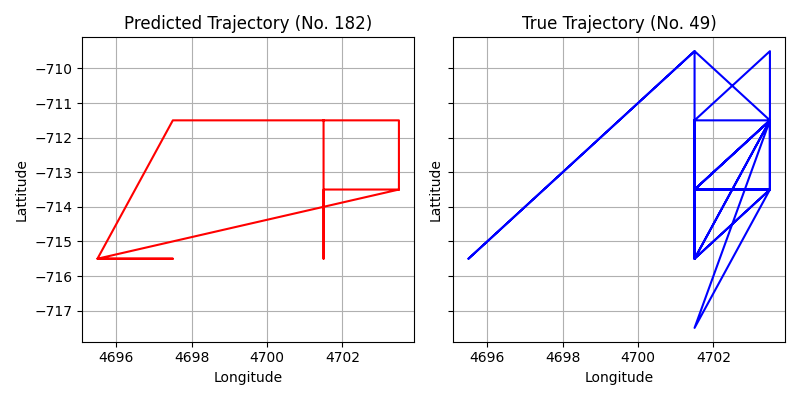 Predicted Trajectory (No. 182)
True Trajectory (No. 49)
Lattitude
−710
−711
−712
−713
−714
−715
−716
−717
4696 4698 4700 4702
Longitude
Lattitude
4696 4698 4700 4702
Longitude